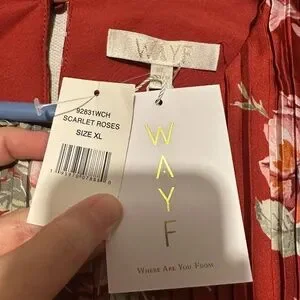 WAYF
92831WCH
SCARLET ROSES
SIZE XL
W
A
Y
F
WHERE ARE YOU FROM